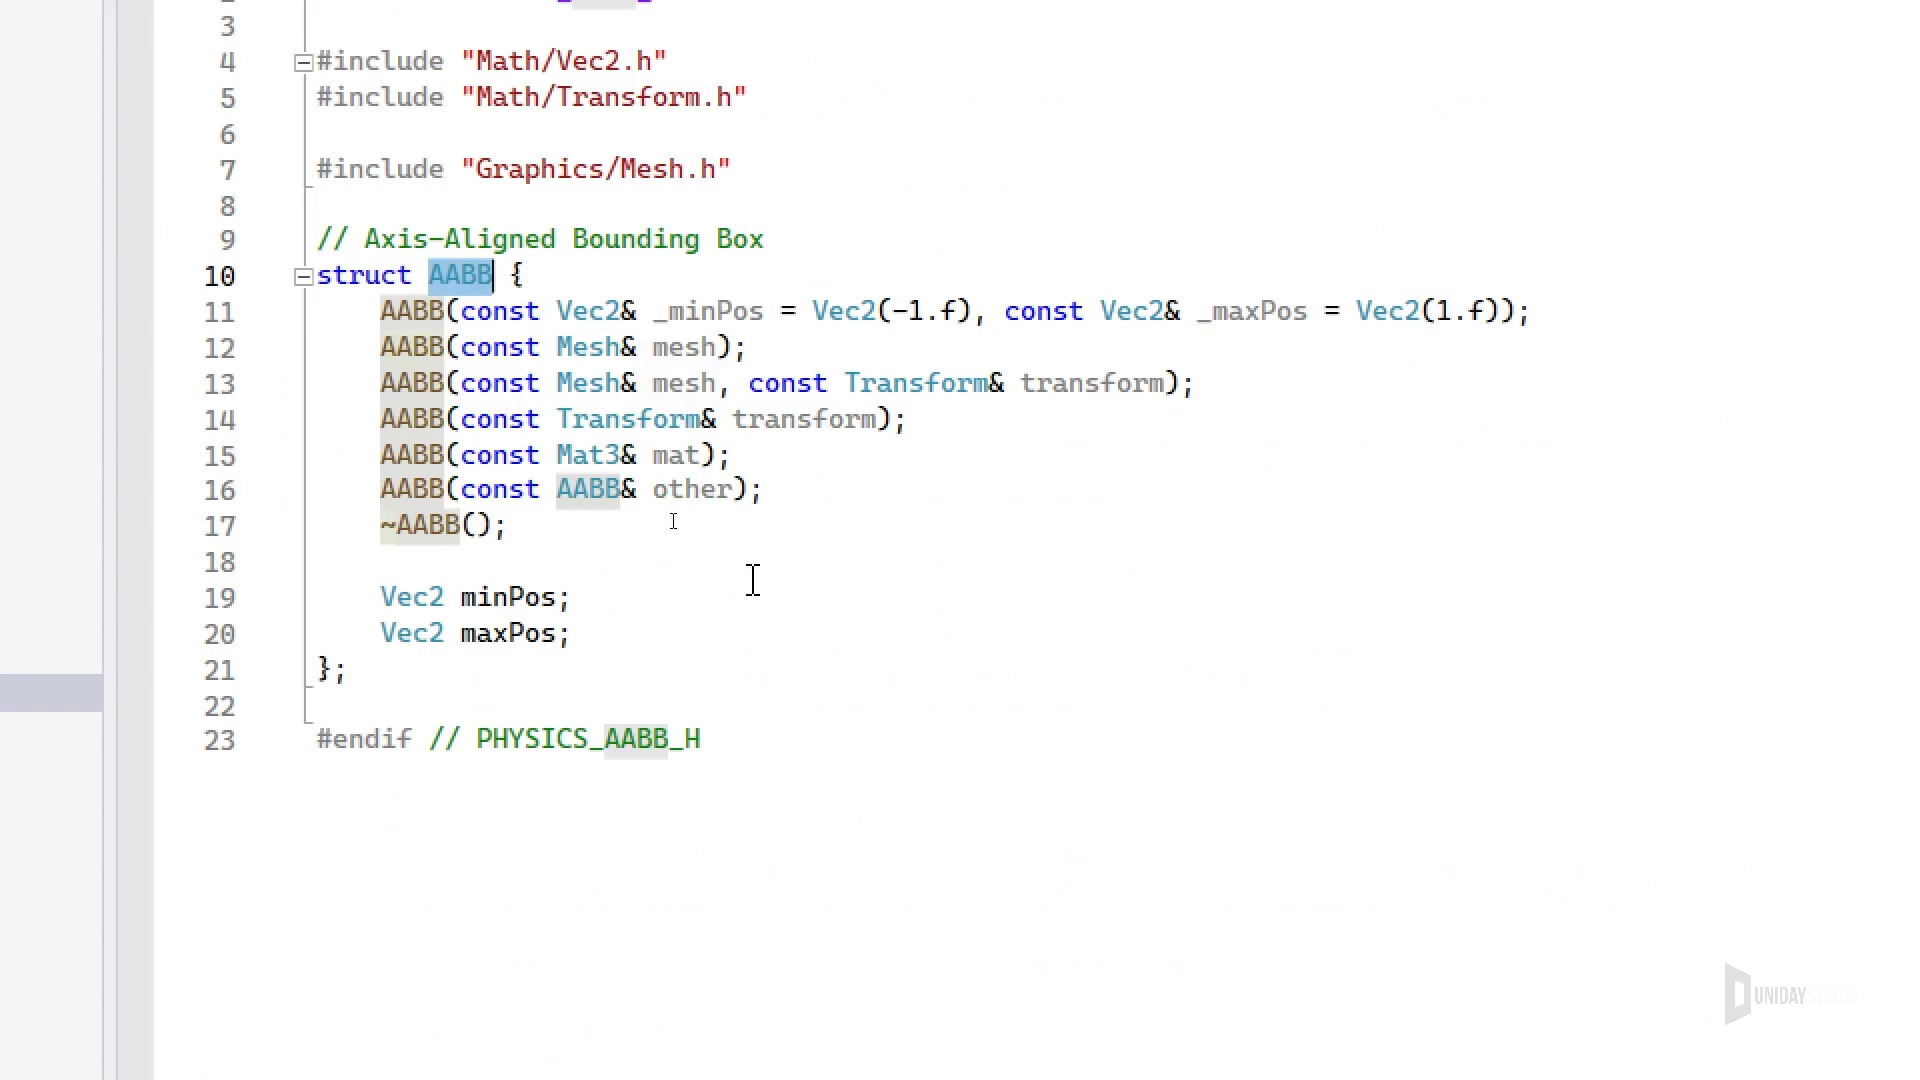 3
4 #include "Math/Vec2.h"
5 #include "Math/Transform.h"
6
7 #include "Graphics/Mesh.h"
8
9 // Axis-Aligned Bounding Box
10 struct AABB {
11 AABB(const Vec2& _minPos = Vec2(-1.f), const Vec2& _maxPos = Vec2(1.f));
12 AABB(const Mesh& mesh);
13 AABB(const Mesh& mesh, const Transform& transform);
14 AABB(const Transform& transform);
15 AABB(const Mat3& mat);
16 AABB(const AABB& other);
17 ~AABB();
18
19 Vec2 minPos;
20 Vec2 maxPos;
21 };
22
23 #endif // PHYSICS_AABB_H
UNIDAYSTUDIO